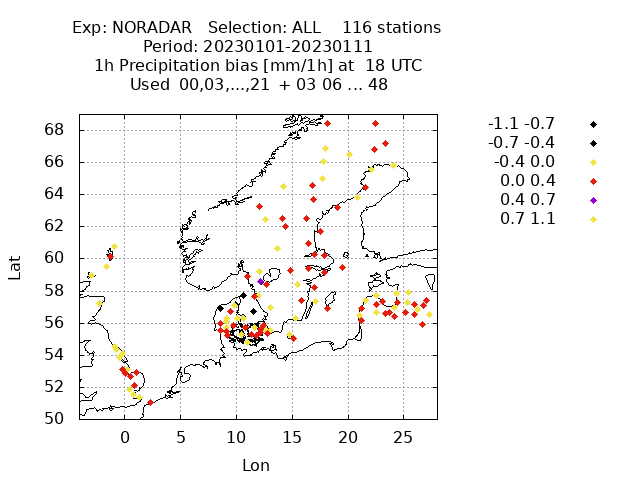 Exp: NORADAR   Selection: ALL    116 stations
Period: 20230101-20230111
1h Precipitation bias [mm/1h] at  18 UTC
Used  00,03,...,21  + 03 06 ... 48
-1.1 -0.7
-0.7 -0.4
-0.4 0.0
0.0 0.4
0.4 0.7
0.7 1.1
68
66
64
62
60
58
56
54
52
50
Lat
0 5 10 15 20 25
Lon